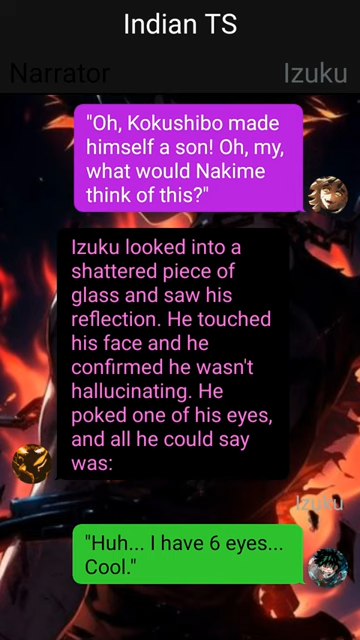 Indian TS
Narrator
Izuku
"Oh, Kokushibo made
himself a son! Oh, my,
what would Nakime
think of this?"
Izuku looked into a
shattered piece of
glass and saw his
reflection. He touched
his face and he
confirmed he wasn't
hallucinating. He
poked one of his eyes,
and all he could say
was:
Izuku
"Huh... I have 6 eyes...
Cool."